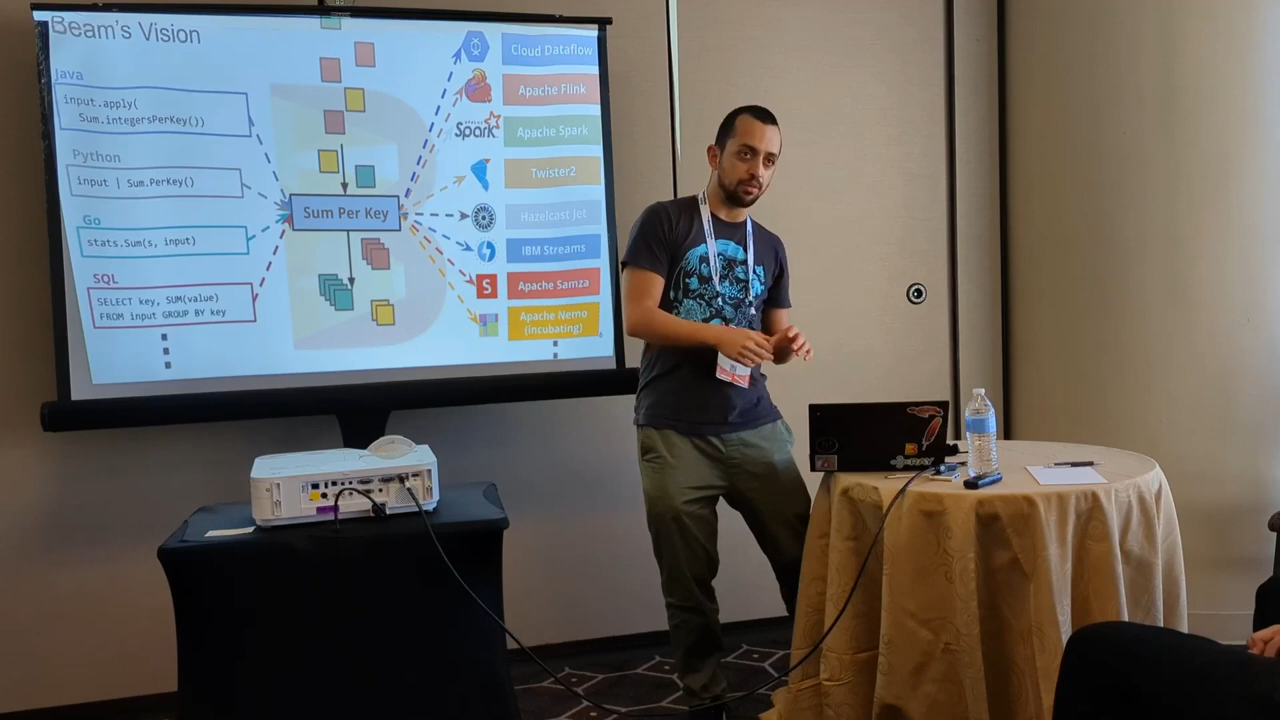 Beam's Vision
Java
input.apply(
Sum.integersPerKey())
Python
input | Sum.PerKey()
Go
stats.Sum(s, input)
SQL
SELECT key, SUM(value)
FROM input GROUP BY key
Sum Per Key
Cloud Dataflow
Apache Flink
APACHE
Spark
Apache Spark
Twister2
Hazelcast Jet
IBM Streams
S
Apache Samza
Apache Nemo
(incubating)
B
RAY